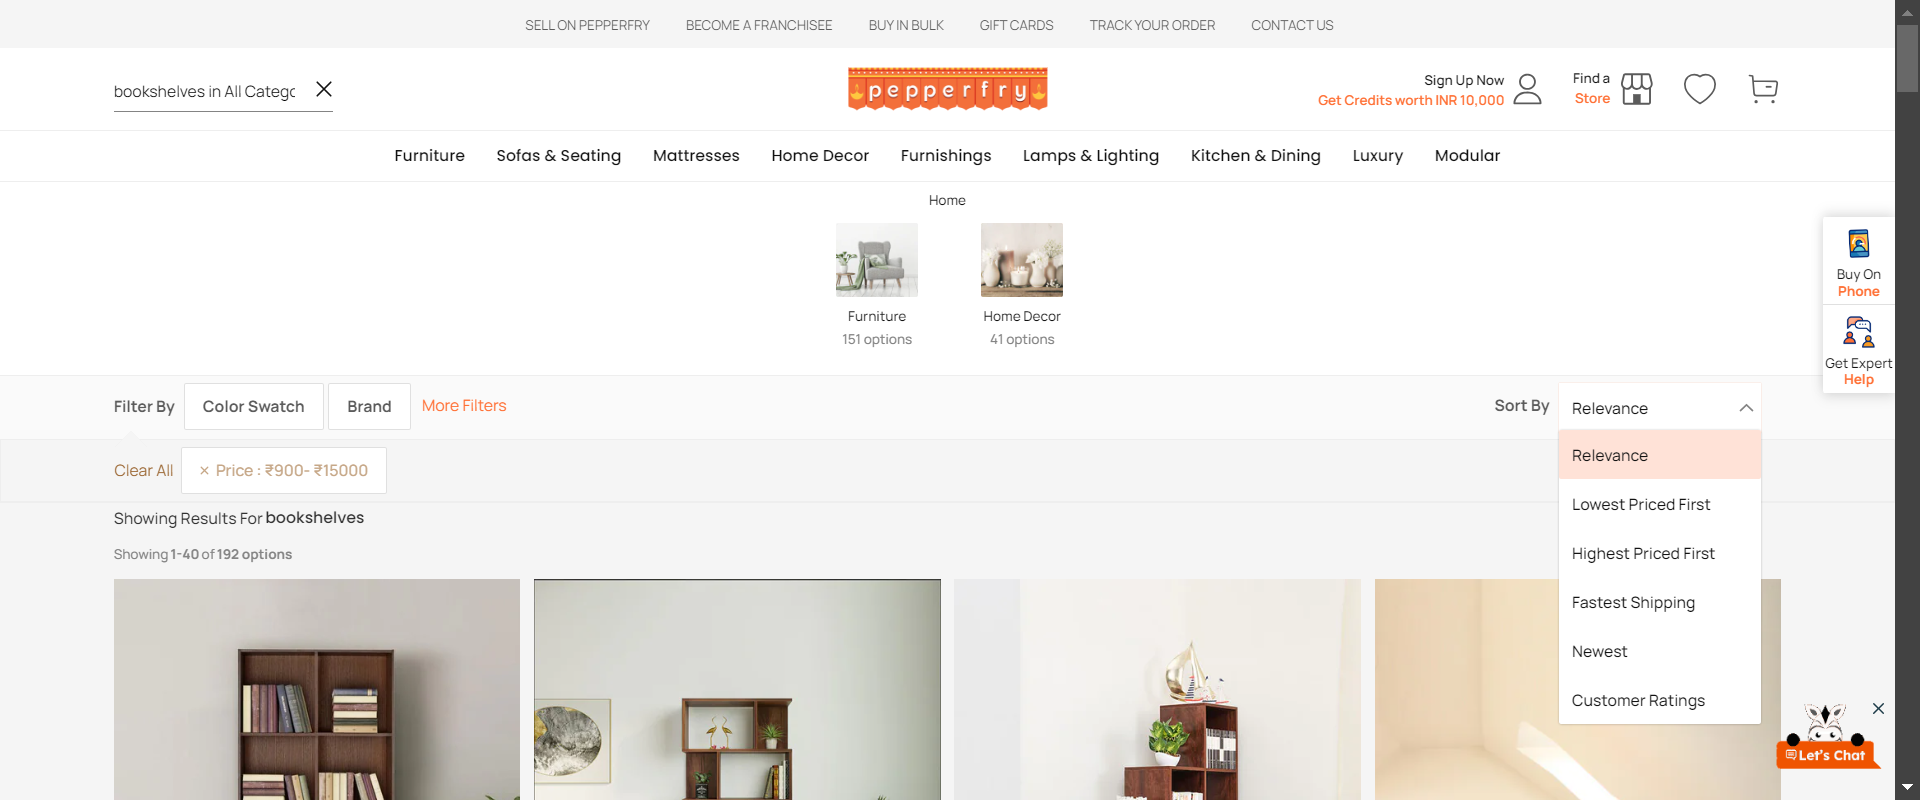 SELL ON PEPPERFRY BECOME A FRANCHISEE BUY IN BULK GIFT CARDS TRACK YOUR ORDER CONTACT US
bookshelves in All Catego
pepperfry
Sign Up Now
Get Credits worth INR 10,000
Find a
Store
Furniture Sofas & Seating Mattresses Home Decor Furnishings Lamps & Lighting Kitchen & Dining Luxury Modular
Home
Furniture
151 options
Home Decor
41 options
Buy On
Phone
Get Expert
Help
Filter By Color Swatch Brand More Filters
Sort By Relevance
Relevance
Lowest Priced First
Highest Priced First
Fastest Shipping
Newest
Customer Ratings
Clear All × Price : ₹900- ₹15000
Showing Results For bookshelves
Showing 1-40 of 192 options
Let's Chat